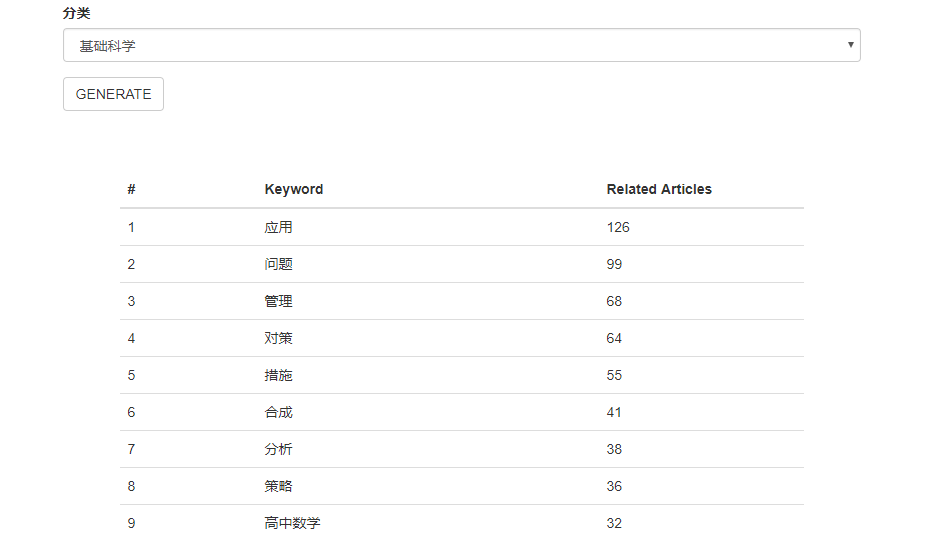 分类
基础科学
GENERATE
# Keyword Related Articles
1 应用 126
2 问题 99
3 管理 68
4 对策 64
5 措施 55
6 合成 41
7 分析 38
8 策略 36
9 高中数学 32